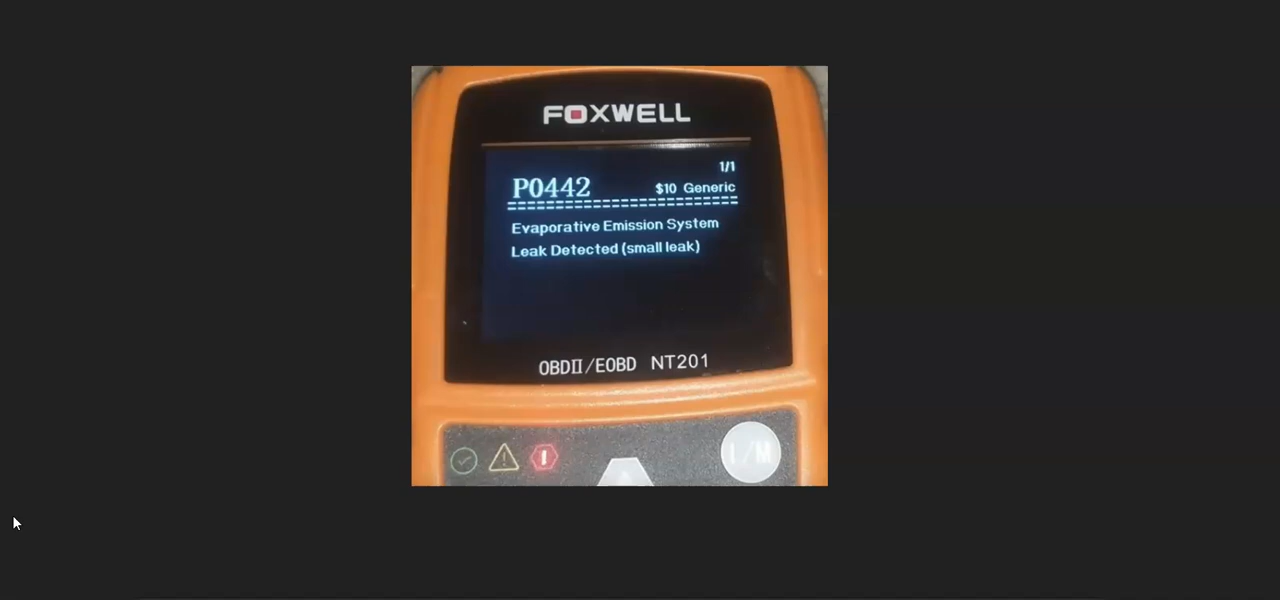 FOXWELL
1/1
P0442 $10 Generic
Evaporative Emission System
Leak Detected (small leak)
OBDII/EOBD NT201
I/M